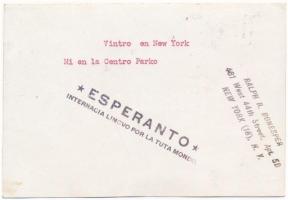 Vintro en New York
Mi en la Centro Parko
★ ESPERANTO ★
INTERNACIA LINGVO POR LA TUTA MONDO
RALPH A. BONESPER
461 West 44th Street, Apt. 5D
NEW YORK (18), N. Y.